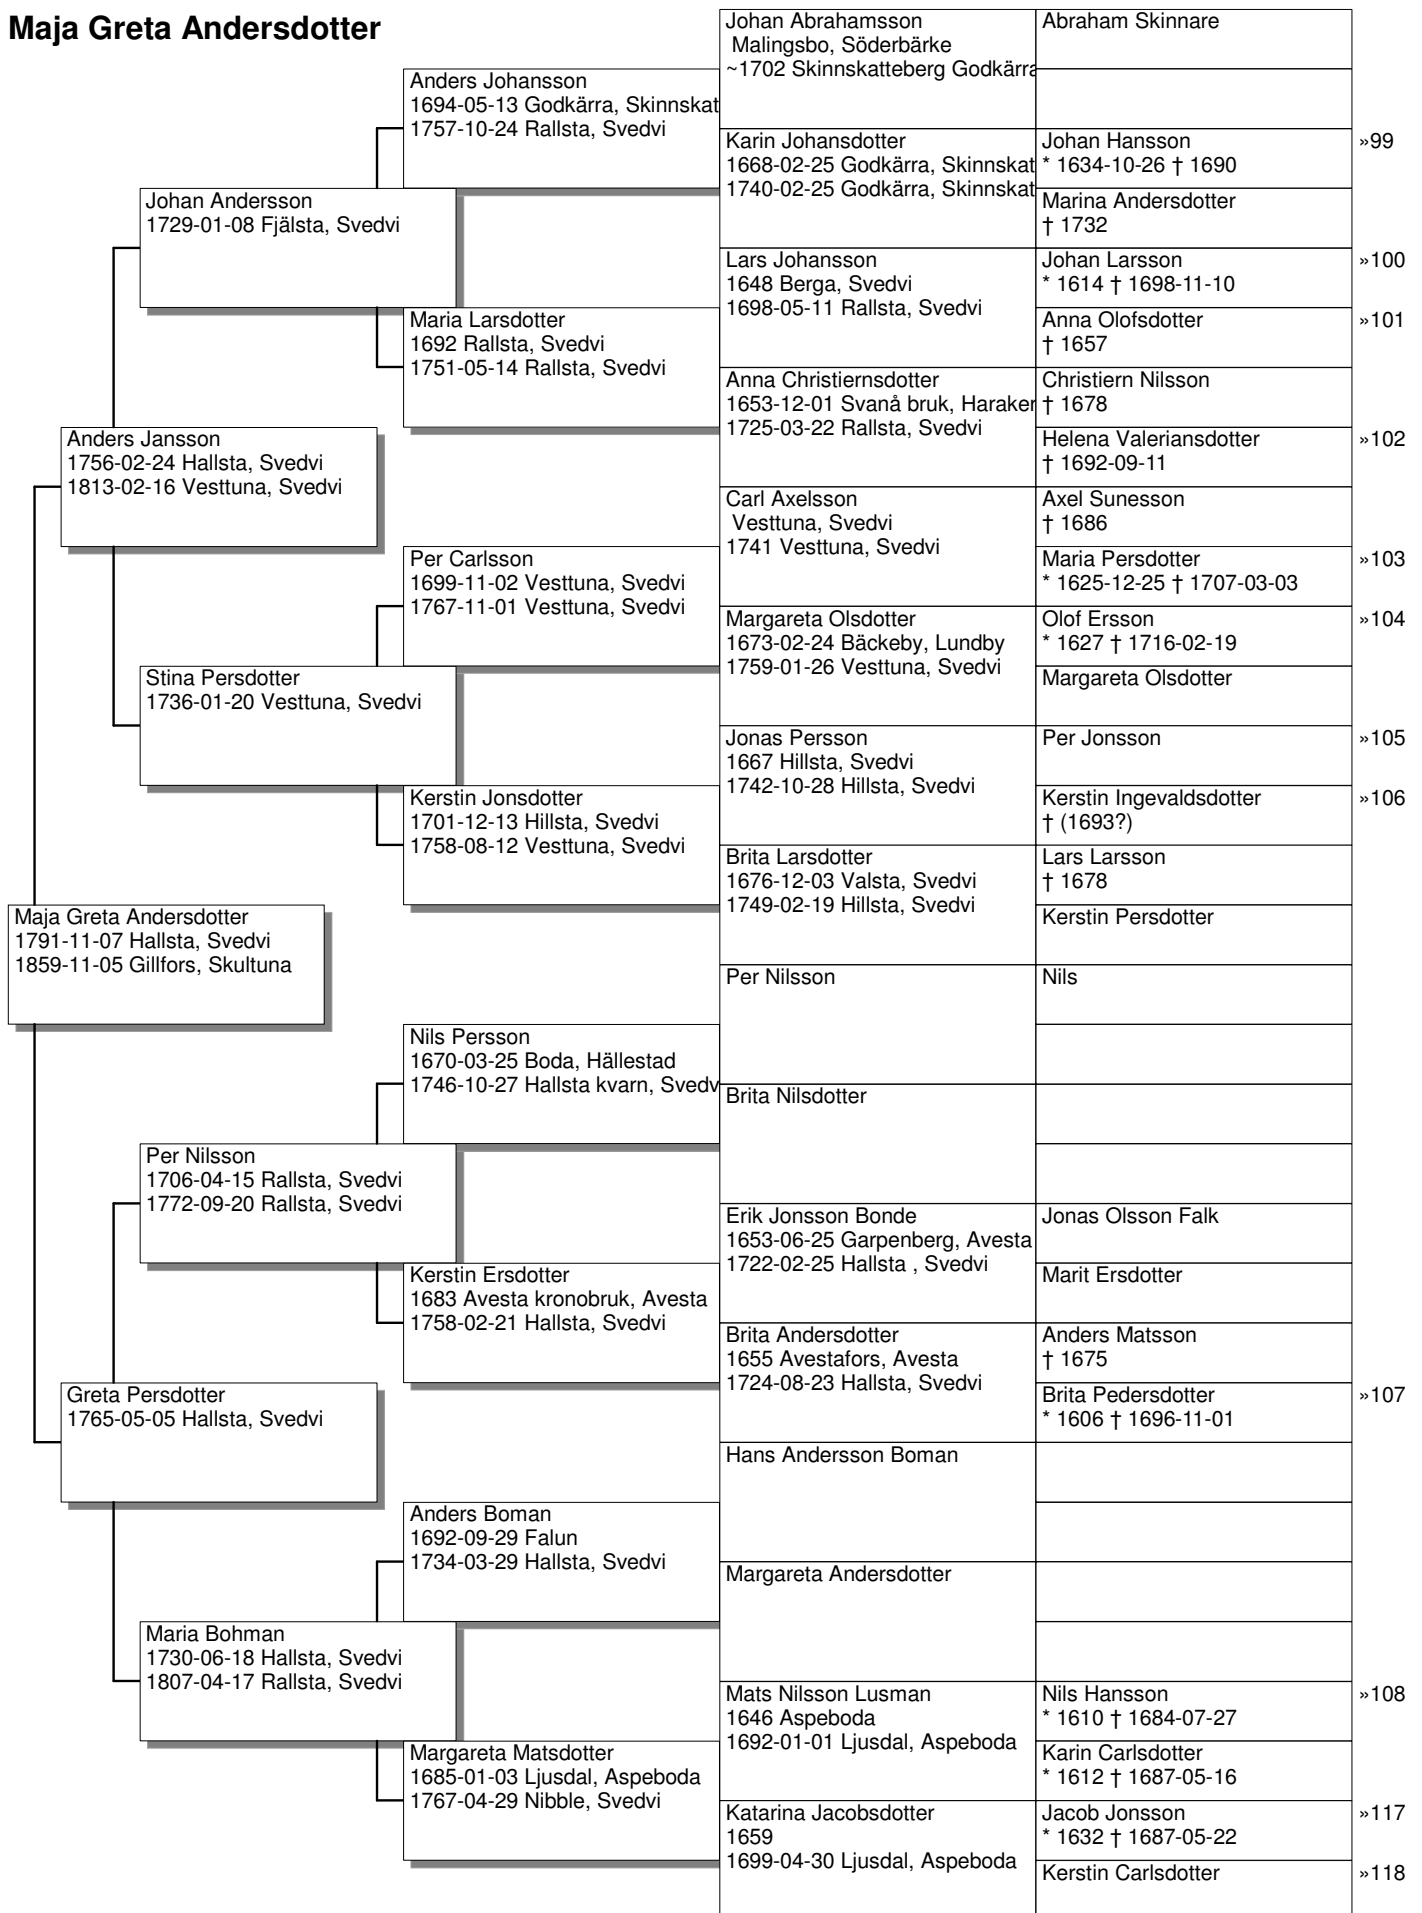 Maja Greta Andersdotter
Maja Greta Andersdotter
1791-11-07 Hallsta, Svedvi
1859-11-05 Gillfors, Skultuna
Anders Jansson
1756-02-24 Hallsta, Svedvi
1813-02-16 Vesttuna, Svedvi
Greta Persdotter
1765-05-05 Hallsta, Svedvi
Johan Andersson
1729-01-08 Fjälsta, Svedvi
Stina Persdotter
1736-01-20 Vesttuna, Svedvi
Per Nilsson
1706-04-15 Rallsta, Svedvi
1772-09-20 Rallsta, Svedvi
Maria Bohman
1730-06-18 Hallsta, Svedvi
1807-04-17 Rallsta, Svedvi
Anders Johansson
1694-05-13 Godkärra, Skinnskat
1757-10-24 Rallsta, Svedvi
Maria Larsdotter
1692 Rallsta, Svedvi
1751-05-14 Rallsta, Svedvi
Per Carlsson
1699-11-02 Vesttuna, Svedvi
1767-11-01 Vesttuna, Svedvi
Kerstin Jonsdotter
1701-12-13 Hillsta, Svedvi
1758-08-12 Vesttuna, Svedvi
Nils Persson
1670-03-25 Boda, Hällestad
1746-10-27 Hallsta kvarn, Svedv
Kerstin Ersdotter
1683 Avesta kronobruk, Avesta
1758-02-21 Hallsta, Svedvi
Anders Boman
1692-09-29 Falun
1734-03-29 Hallsta, Svedvi
Margareta Matsdotter
1685-01-03 Ljusdal, Aspeboda
1767-04-29 Nibble, Svedvi
Johan Abrahamsson
Malingsbo, Söderbärke
~1702 Skinnskatteberg Godkärra
Karin Johansdotter
1668-02-25 Godkärra, Skinnskat
1740-02-25 Godkärra, Skinnskat
Lars Johansson
1648 Berga, Svedvi
1698-05-11 Rallsta, Svedvi
Anna Christiernsdotter
1653-12-01 Svanå bruk, Haraker
1725-03-22 Rallsta, Svedvi
Carl Axelsson
Vesttuna, Svedvi
1741 Vesttuna, Svedvi
Margareta Olsdotter
1673-02-24 Bäckeby, Lundby
1759-01-26 Vesttuna, Svedvi
Jonas Persson
1667 Hillsta, Svedvi
1742-10-28 Hillsta, Svedvi
Brita Larsdotter
1676-12-03 Valsta, Svedvi
1749-02-19 Hillsta, Svedvi
Per Nilsson
Brita Nilsdotter
Erik Jonsson Bonde
1653-06-25 Garpenberg, Avesta
1722-02-25 Hallsta , Svedvi
Brita Andersdotter
1655 Avestafors, Avesta
1724-08-23 Hallsta, Svedvi
Hans Andersson Boman
Margareta Andersdotter
Mats Nilsson Lusman
1646 Aspeboda
1692-01-01 Ljusdal, Aspeboda
Katarina Jacobsdotter
1659
1699-04-30 Ljusdal, Aspeboda
Abraham Skinnare
Johan Hansson »99
* 1634-10-26 † 1690
Marina Andersdotter
† 1732
Johan Larsson »100
* 1614 † 1698-11-10
Anna Olofsdotter »101
† 1657
Christiern Nilsson
† 1678
Helena Valeriansdotter »102
† 1692-09-11
Axel Sunesson
† 1686
Maria Persdotter »103
* 1625-12-25 † 1707-03-03
Olof Ersson »104
* 1627 † 1716-02-19
Margareta Olsdotter
Per Jonsson »105
Kerstin Ingevaldsdotter »106
† (1693?)
Lars Larsson
† 1678
Kerstin Persdotter
Nils
Jonas Olsson Falk
Marit Ersdotter
Anders Matsson
† 1675
Brita Pedersdotter »107
* 1606 † 1696-11-01
Nils Hansson »108
* 1610 † 1684-07-27
Karin Carlsdotter
* 1612 † 1687-05-16
Jacob Jonsson »117
* 1632 † 1687-05-22
Kerstin Carlsdotter »118